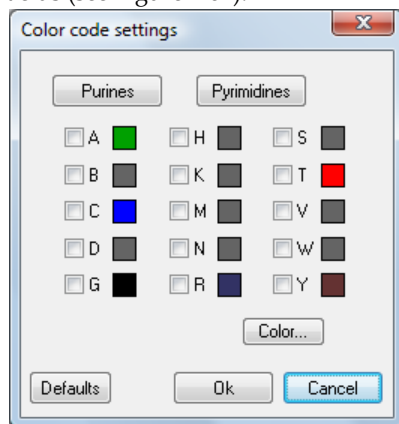 Color code settings
Purines Pyrimidines
A H S
B K T
C M V
D N W
G R Y
Color...
Defaults Ok Cancel